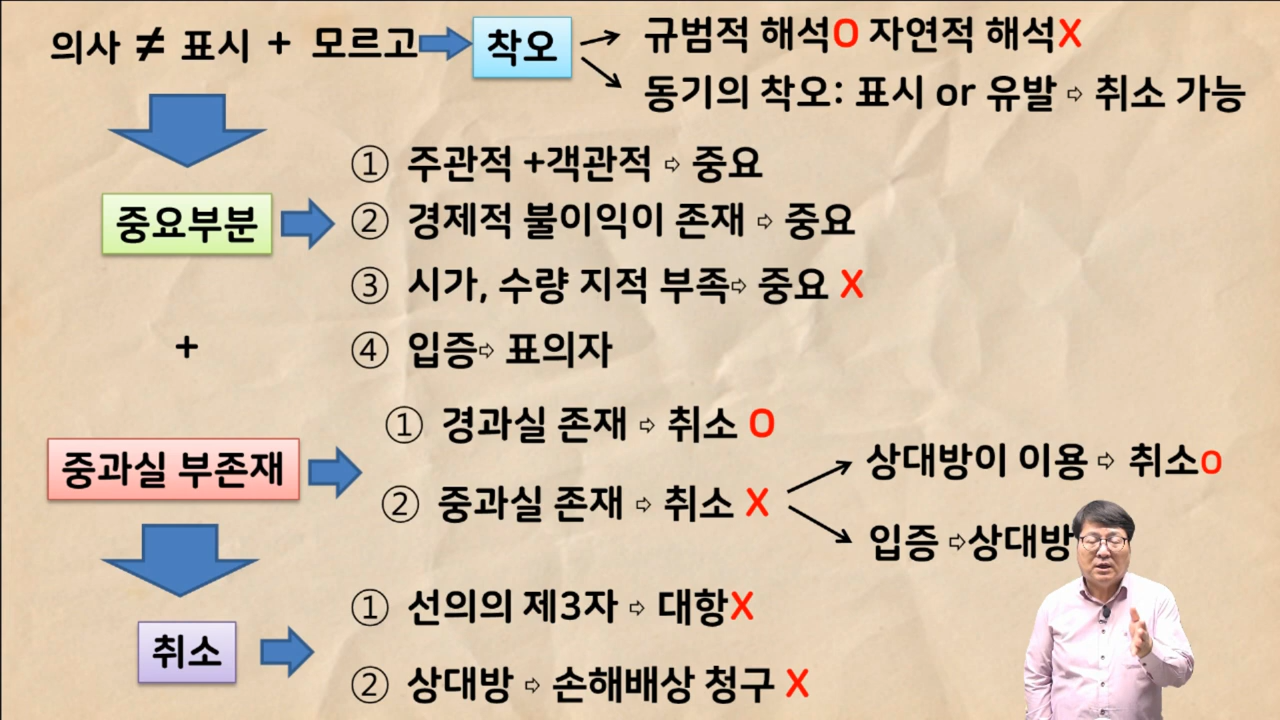 의사 ≠ 표시 + 모르고 ➡ 착오
규범적 해석O 자연적 해석X
동기의 착오: 표시 or 유발 ⇨ 취소 가능
중요부분
① 주관적 +객관적 ⇨ 중요
② 경제적 불이익이 존재 ⇨ 중요
③ 시가, 수량 지적 부족⇨ 중요 X
④ 입증⇨ 표의자
+
중과실 부존재
① 경과실 존재 ⇨ 취소 O
② 중과실 존재 ⇨ 취소 X
상대방이 이용 ⇨ 취소o
입증 ⇨상대방
취소
① 선의의 제3자 ⇨ 대항X
② 상대방 ⇨ 손해배상 청구 X